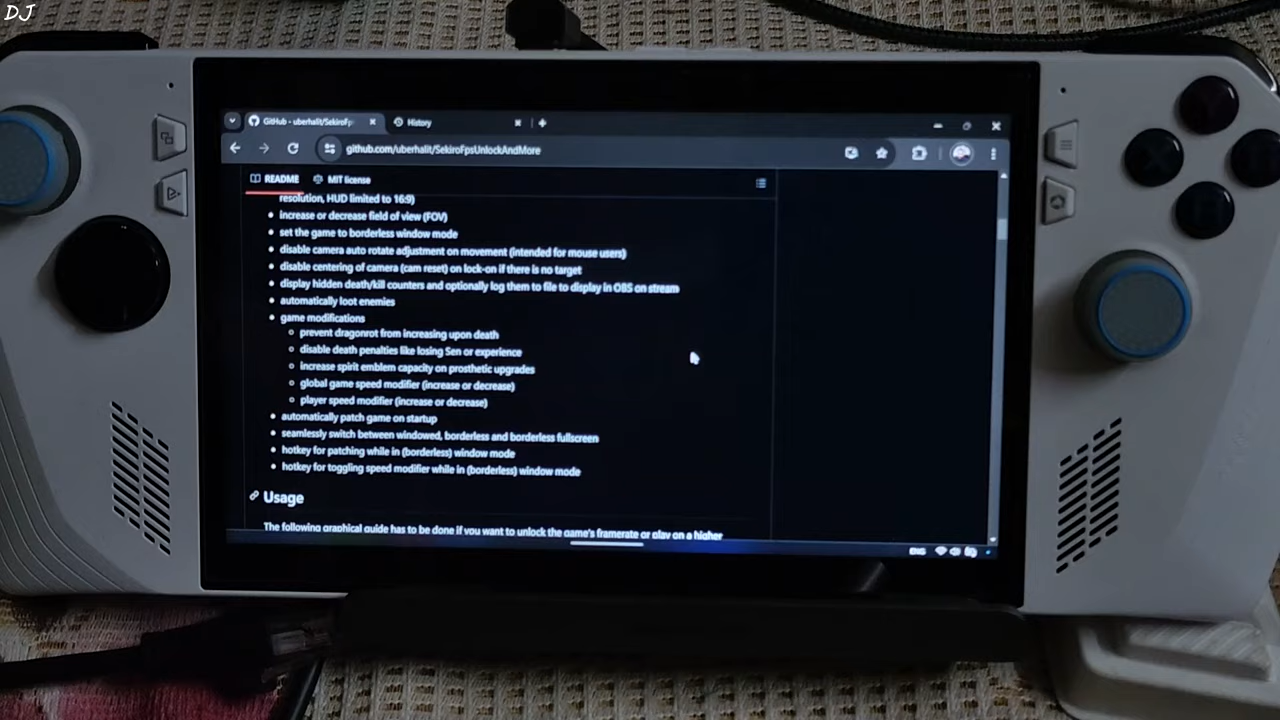 DJ
GitHub - uberhalit/SekiroFp
History
github.com/uberhalit/SekiroFpsUnlockAndMore
README
MIT license
resolution, HUD limited to 16:9)
increase or decrease field of view (FOV)
set the game to borderless window mode
disable camera auto rotate adjustment on movement (intended for mouse users)
disable centering of camera (cam reset) on lock-on if there is no target
display hidden death/kill counters and optionally log them to file to display in OBS on stream
automatically loot enemies
game modifications
prevent dragonrot from increasing upon death
disable death penalties like losing Sen or experience
increase spirit emblem capacity on prosthetic upgrades
global game speed modifier (increase or decrease)
player speed modifier (increase or decrease)
automatically patch game on startup
seamlessly switch between windowed, borderless and borderless fullscreen
hotkey for patching while in (borderless) window mode
hotkey for toggling speed modifier while in (borderless) window mode
Usage
The following graphical guide has to be done if you want to unlock the game's framerate or play on a higher
ENG